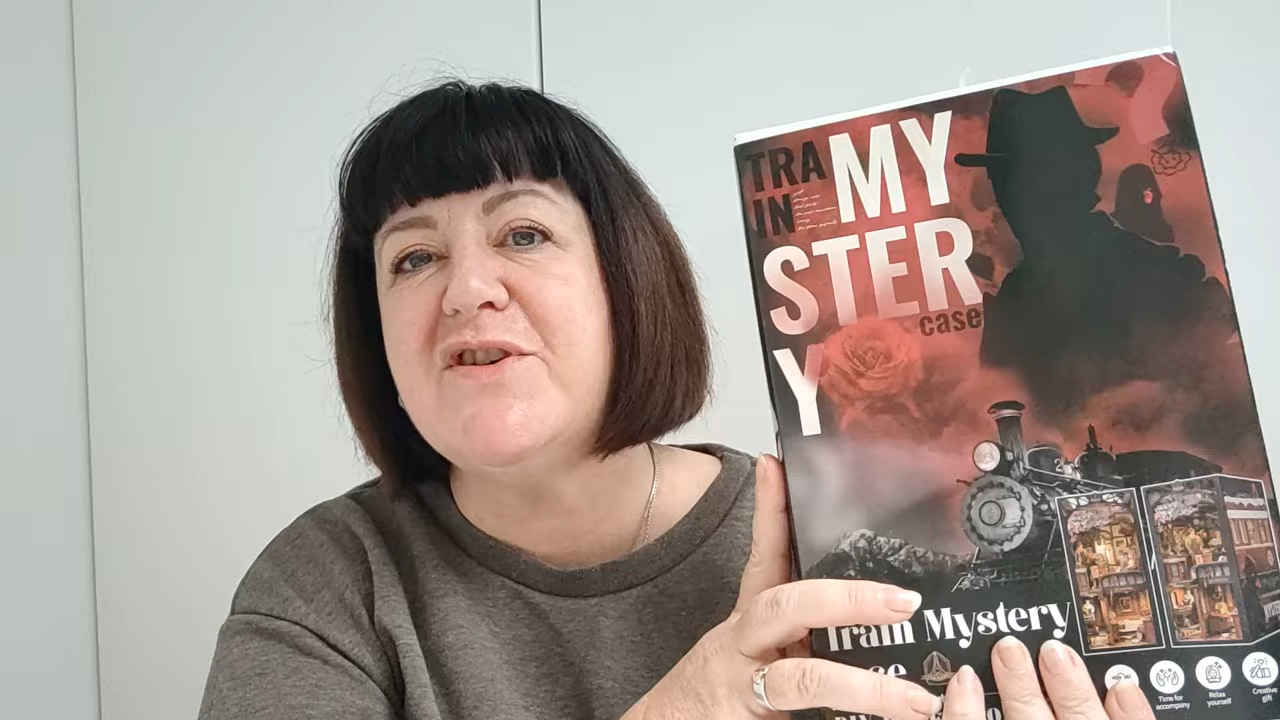 TRA MY
IN
STER
case
Y
Train Mystery
Time for
accompany
Relax
yourself
Creative
gift